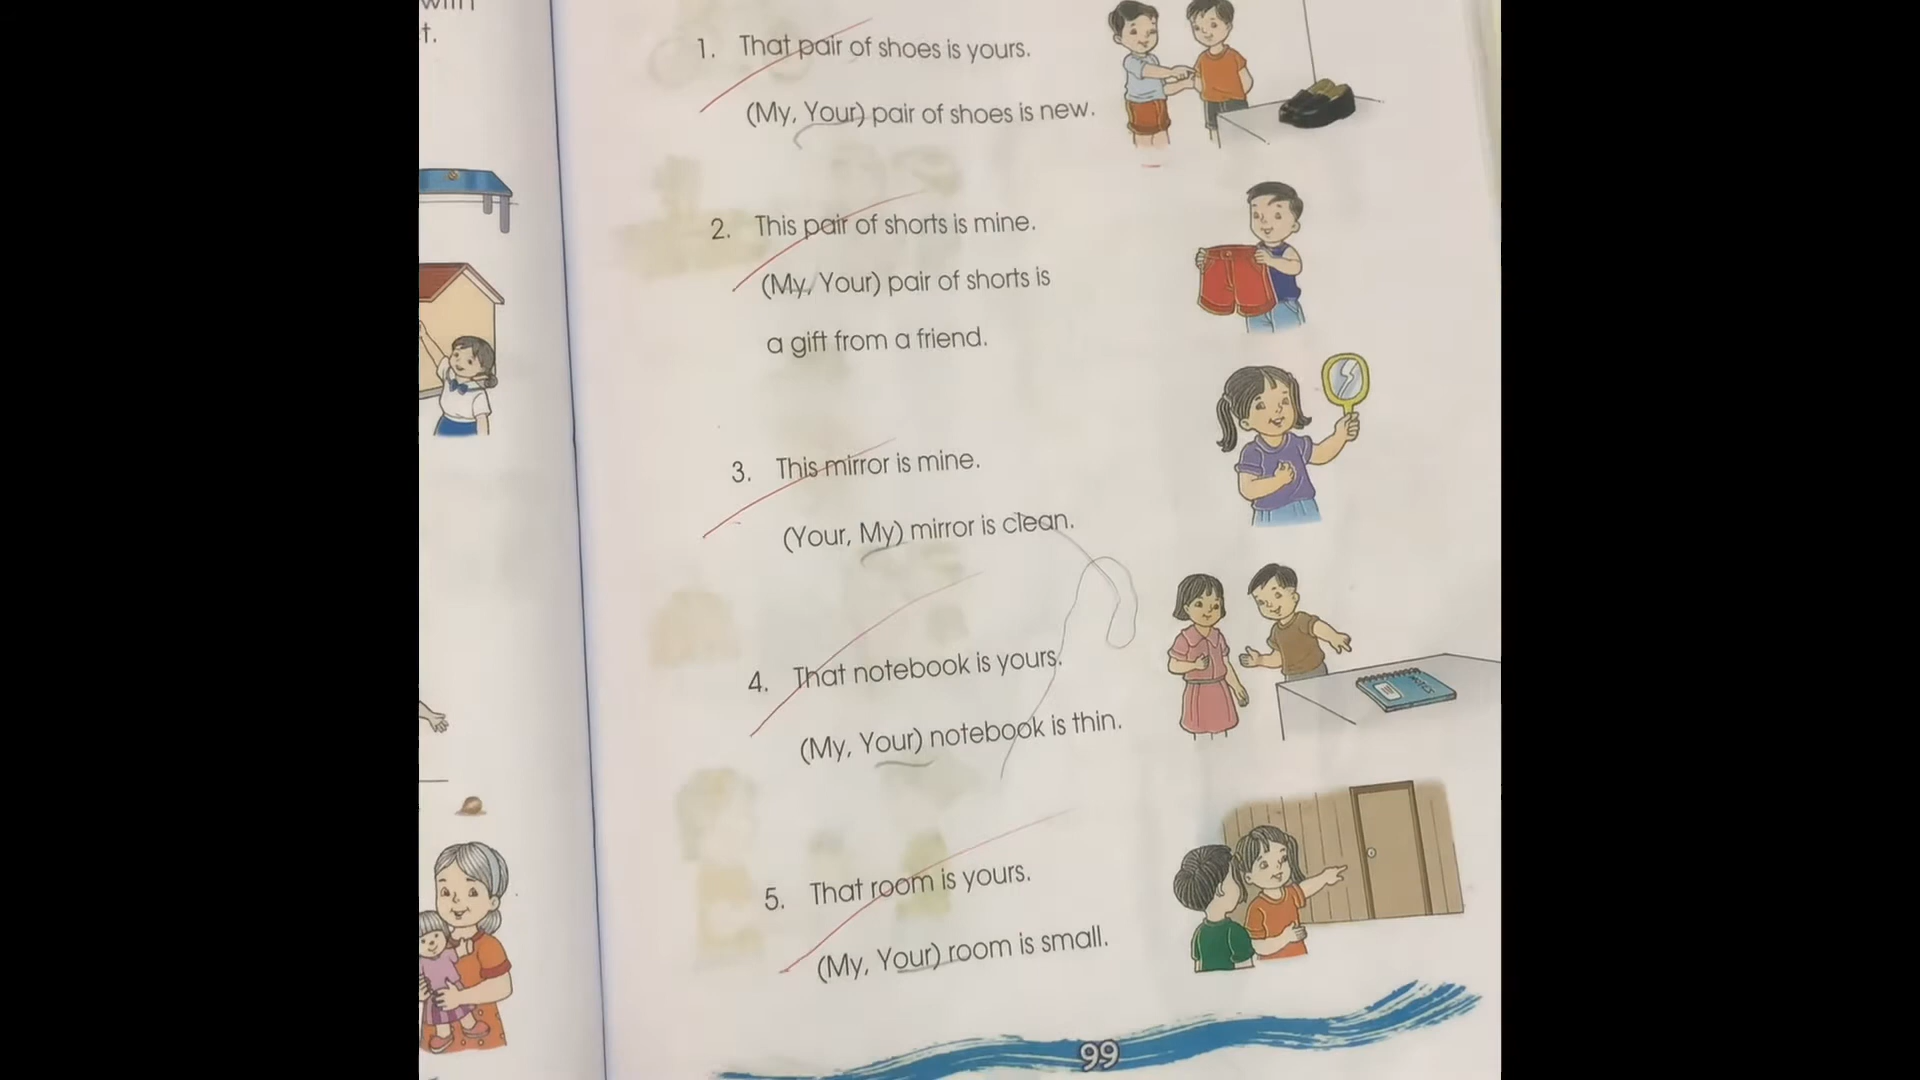 t.
1. That pair of shoes is yours.
(My, Your) pair of shoes is new.
2. This pair of shorts is mine.
(My, Your) pair of shorts is
a gift from a friend.
3. This mirror is mine.
(Your, My) mirror is clean.
4. That notebook is yours.
(My, Your) notebook is thin.
NOTES
5. That room is yours.
(My, Your) room is small.
99